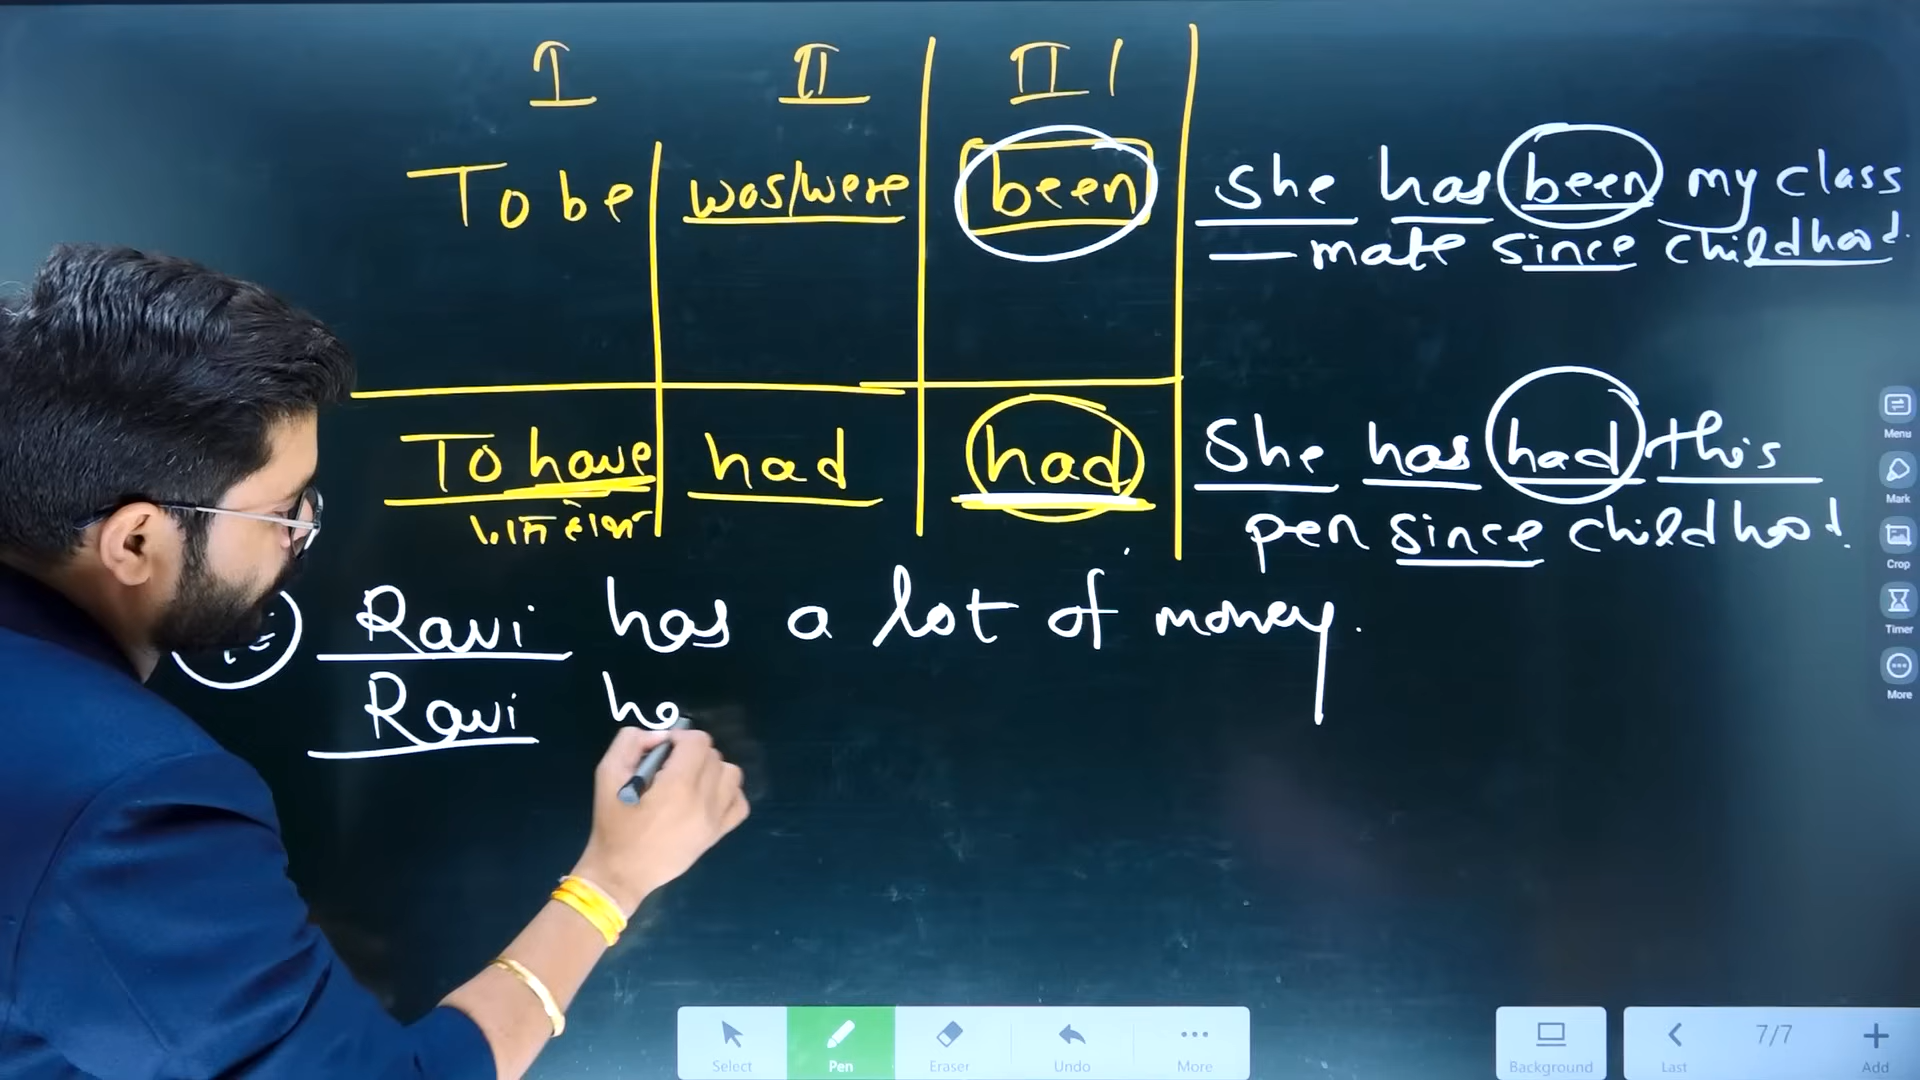 I II III
To be was/were been She has been my class
— mate since childhood.
To have had had She has had this
pen since childhood.
Ravi has a lot of money.
Ravi ha
Menu
Mark
Crop
Timer
More
Select Pen Eraser Undo More Background Last 7/7 Add